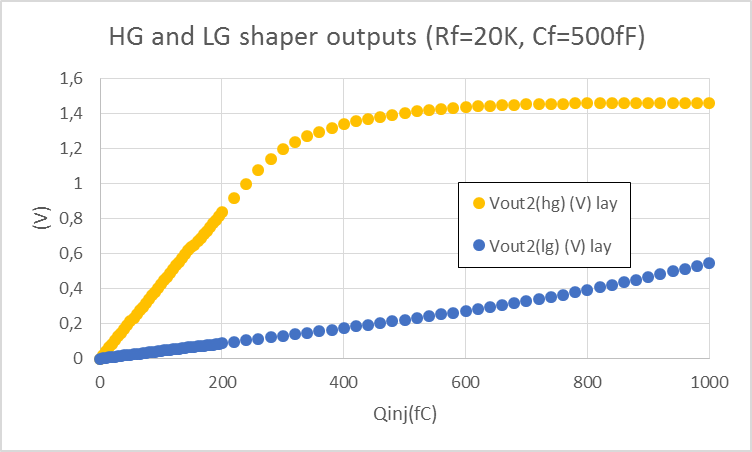 HG and LG shaper outputs (Rf=20K, Cf=500fF)
1,6
1,4
1,2
1
0,8
0,6
0,4
0,2
0
(V)
Vout2(hg) (V) lay
Vout2(lg) (V) lay
0 200 400 600 800 1000
Qinj(fC)